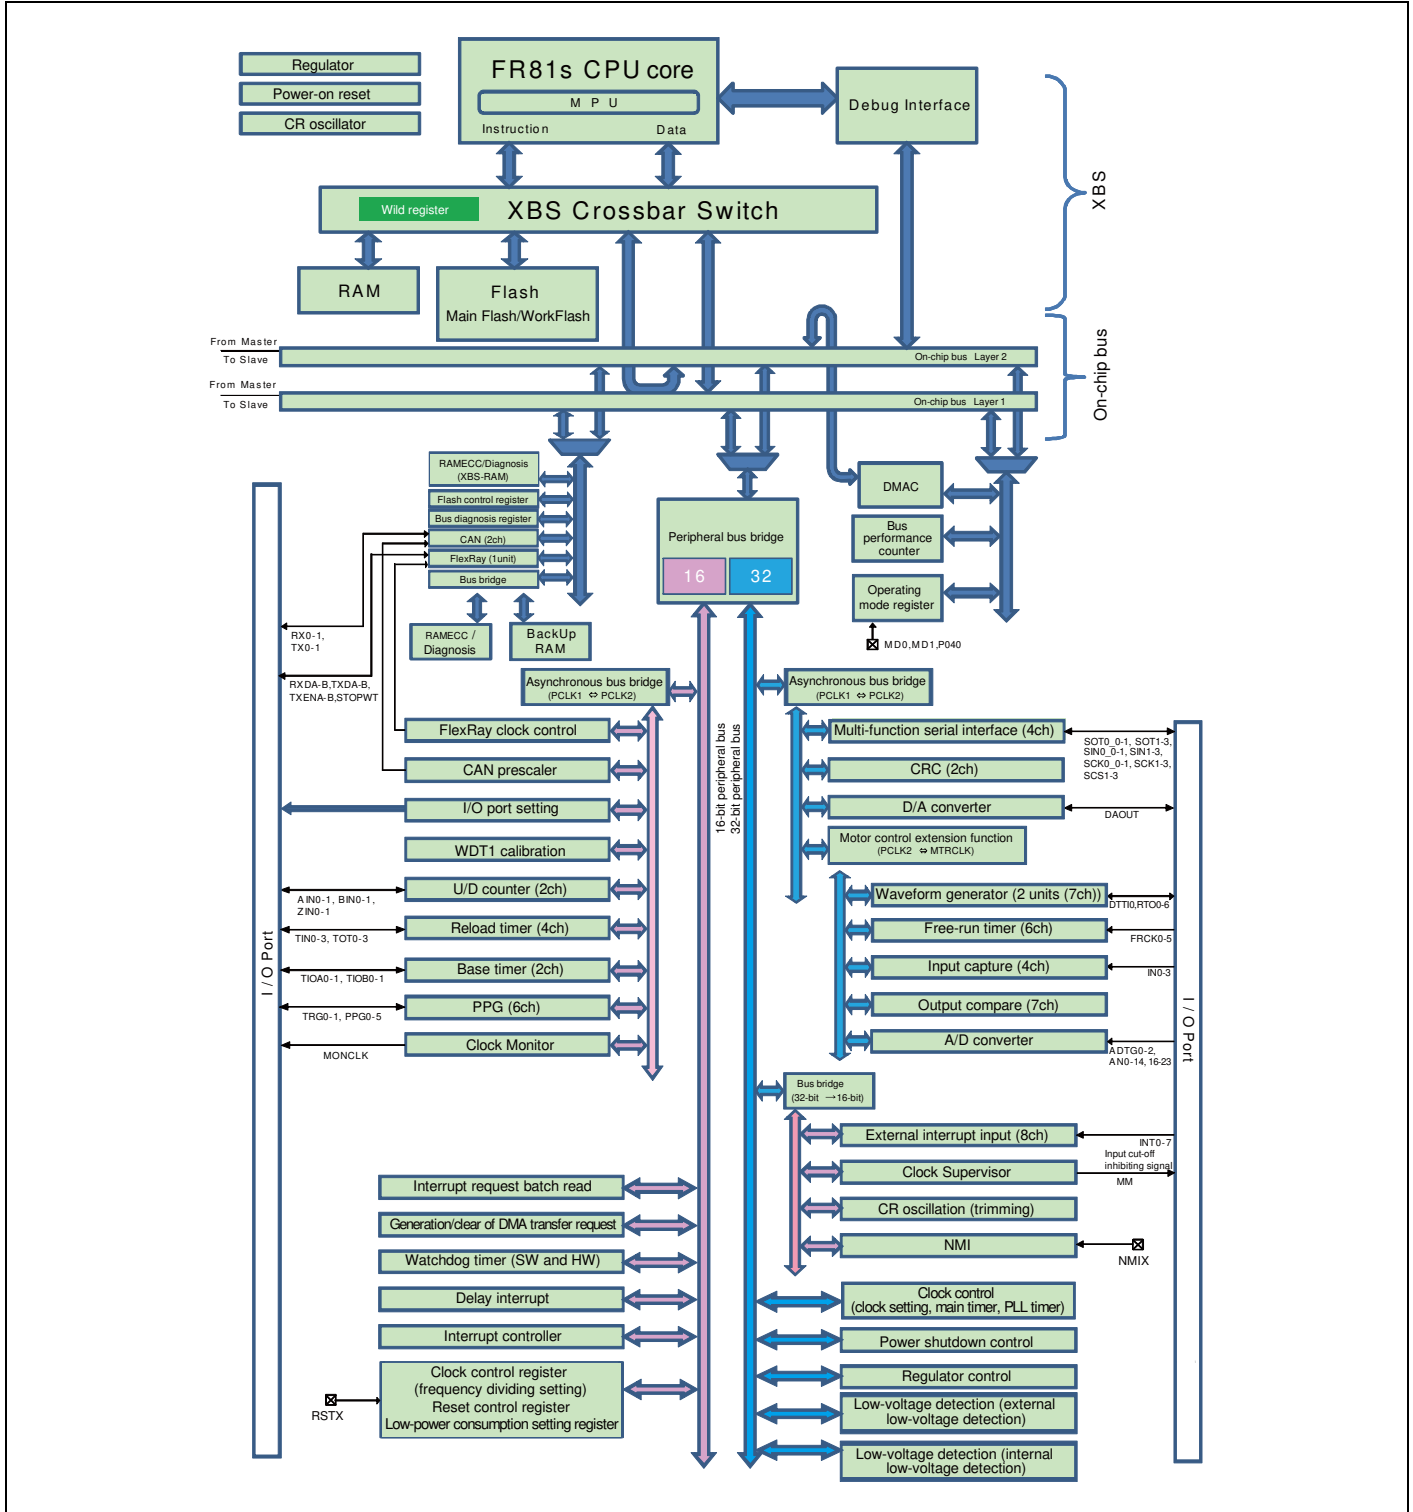 Regulator
Power-on reset
CR oscillator
FR81s CPU core
M P U
Instruction
Data
Debug Interface
XBS
Wild register
XBS Crossbar Switch
RAM
Flash
Main Flash/WorkFlash
On-chip bus
From Master
To Slave
On-chip bus Layer 2
From Master
To Slave
On-chip bus Layer 1
RAMECC/Diagnosis
(XBS-RAM)
Flash control register
Bus diagnosis register
CAN (2ch)
FlexRay (1unit)
Bus bridge
RAMECC /
Diagnosis
BackUp
RAM
Peripheral bus bridge
16
32
DMAC
Bus
performance
counter
Operating
mode register
MD0,MD1,P040
RX0-1,
TX0-1
RXDA-B,TXDA-B,
TXENA-B,STOPWT
Asynchronous bus bridge
(PCLK1 ⇔ PCLK2)
Asynchronous bus bridge
(PCLK1 ⇔ PCLK2)
16-bit peripheral bus
32-bit peripheral bus
I / O Port
FlexRay clock control
CAN prescaler
I/O port setting
WDT1 calibration
U/D counter (2ch)
AIN0-1, BIN0-1,
ZIN0-1
Reload timer (4ch)
TIN0-3, TOT0-3
Base timer (2ch)
TIOA0-1, TIOB0-1
PPG (6ch)
TRG0-1, PPG0-5
Clock Monitor
MONCLK
Multi-function serial interface (4ch)
SOT0_0-1, SOT1-3,
SIN0_0-1, SIN1-3,
SCK0_0-1, SCK1-3,
SCS1-3
CRC (2ch)
D/A converter
DAOUT
Motor control extension function
(PCLK2 ⇔ MTRCLK)
Waveform generator (2 units (7ch))
DTTI0,RTO0-6
Free-run timer (6ch)
FRCK0-5
Input capture (4ch)
IN0-3
Output compare (7ch)
A/D converter
ADTG0-2,
AN0-14, 16-23
I / O Port
Bus bridge
(32-bit →16-bit)
External interrupt input (8ch)
INT0-7
Input cut-off
inhibiting signal
Clock Supervisor
MM
CR oscillation (trimming)
NMI
NMIX
Interrupt request batch read
Generation/clear of DMA transfer request
Watchdog timer (SW and HW)
Delay interrupt
Interrupt controller
Clock control register
(frequency dividing setting)
Reset control register
Low-power consumption setting register
RSTX
Clock control
(clock setting, main timer, PLL timer)
Power shutdown control
Regulator control
Low-voltage detection (external
low-voltage detection)
Low-voltage detection (internal
low-voltage detection)